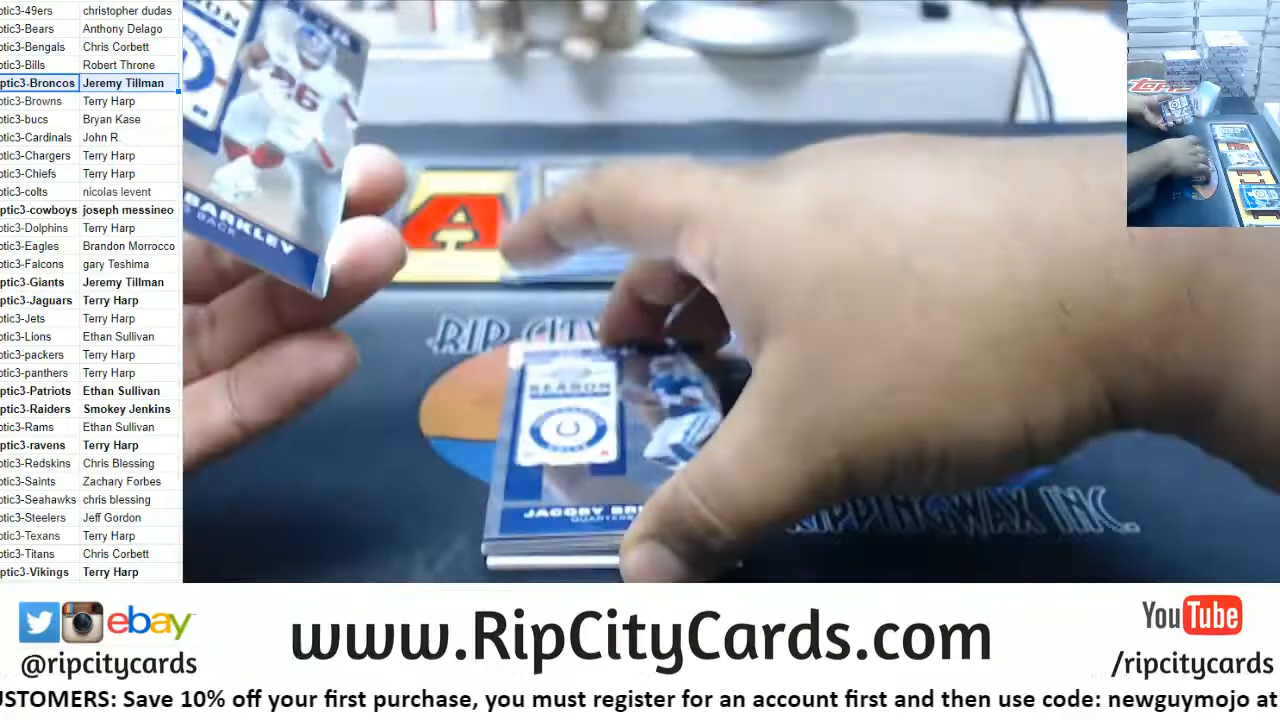 ptic3-49ers christopher dudas
ptic3-Bears Anthony Delago
ptic3-Bengals Chris Corbett
ptic3-Bills Robert Throne
ptic3-Broncos Jeremy Tillman
ptic3-Browns Terry Harp
ptic3-bucs Bryan Kase
ptic3-Cardinals John R.
ptic3-Chargers Terry Harp
ptic3-Chiefs Terry Harp
ptic3-colts nicolas levent
ptic3-cowboys joseph messineo
ptic3-Dolphins Terry Harp
ptic3-Eagles Brandon Morrocco
ptic3-Falcons gary Teshima
ptic3-Giants Jeremy Tillman
ptic3-Jaguars Terry Harp
ptic3-Jets Terry Harp
ptic3-Lions Ethan Sullivan
ptic3-packers Terry Harp
ptic3-panthers Terry Harp
ptic3-Patriots Ethan Sullivan
ptic3-Raiders Smokey Jenkins
ptic3-Rams Ethan Sullivan
ptic3-ravens Terry Harp
ptic3-Redskins Chris Blessing
ptic3-Saints Zachary Forbes
ptic3-Seahawks chris blessing
ptic3-Steelers Jeff Gordon
ptic3-Texans Terry Harp
ptic3-Titans Chris Corbett
ptic3-Vikings Terry Harp
26
BARKLEY
BACK
RIP CITY
SEASON
JACOBY BRI
QUARTER
RIPPINGWAX INC.
ebay
@ripcitycards
www.RipCityCards.com
YouTube
/ripcitycards
USTOMERS: Save 10% off your first purchase, you must register for an account first and then use code: newguymojo at